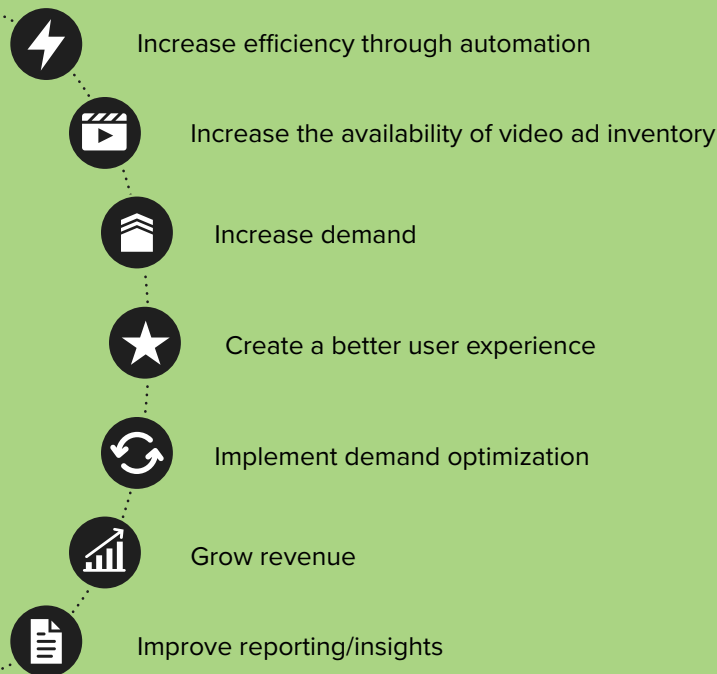 Increase efficiency through automation
Increase the availability of video ad inventory
Increase demand
Create a better user experience
Implement demand optimization
Grow revenue
Improve reporting/insights